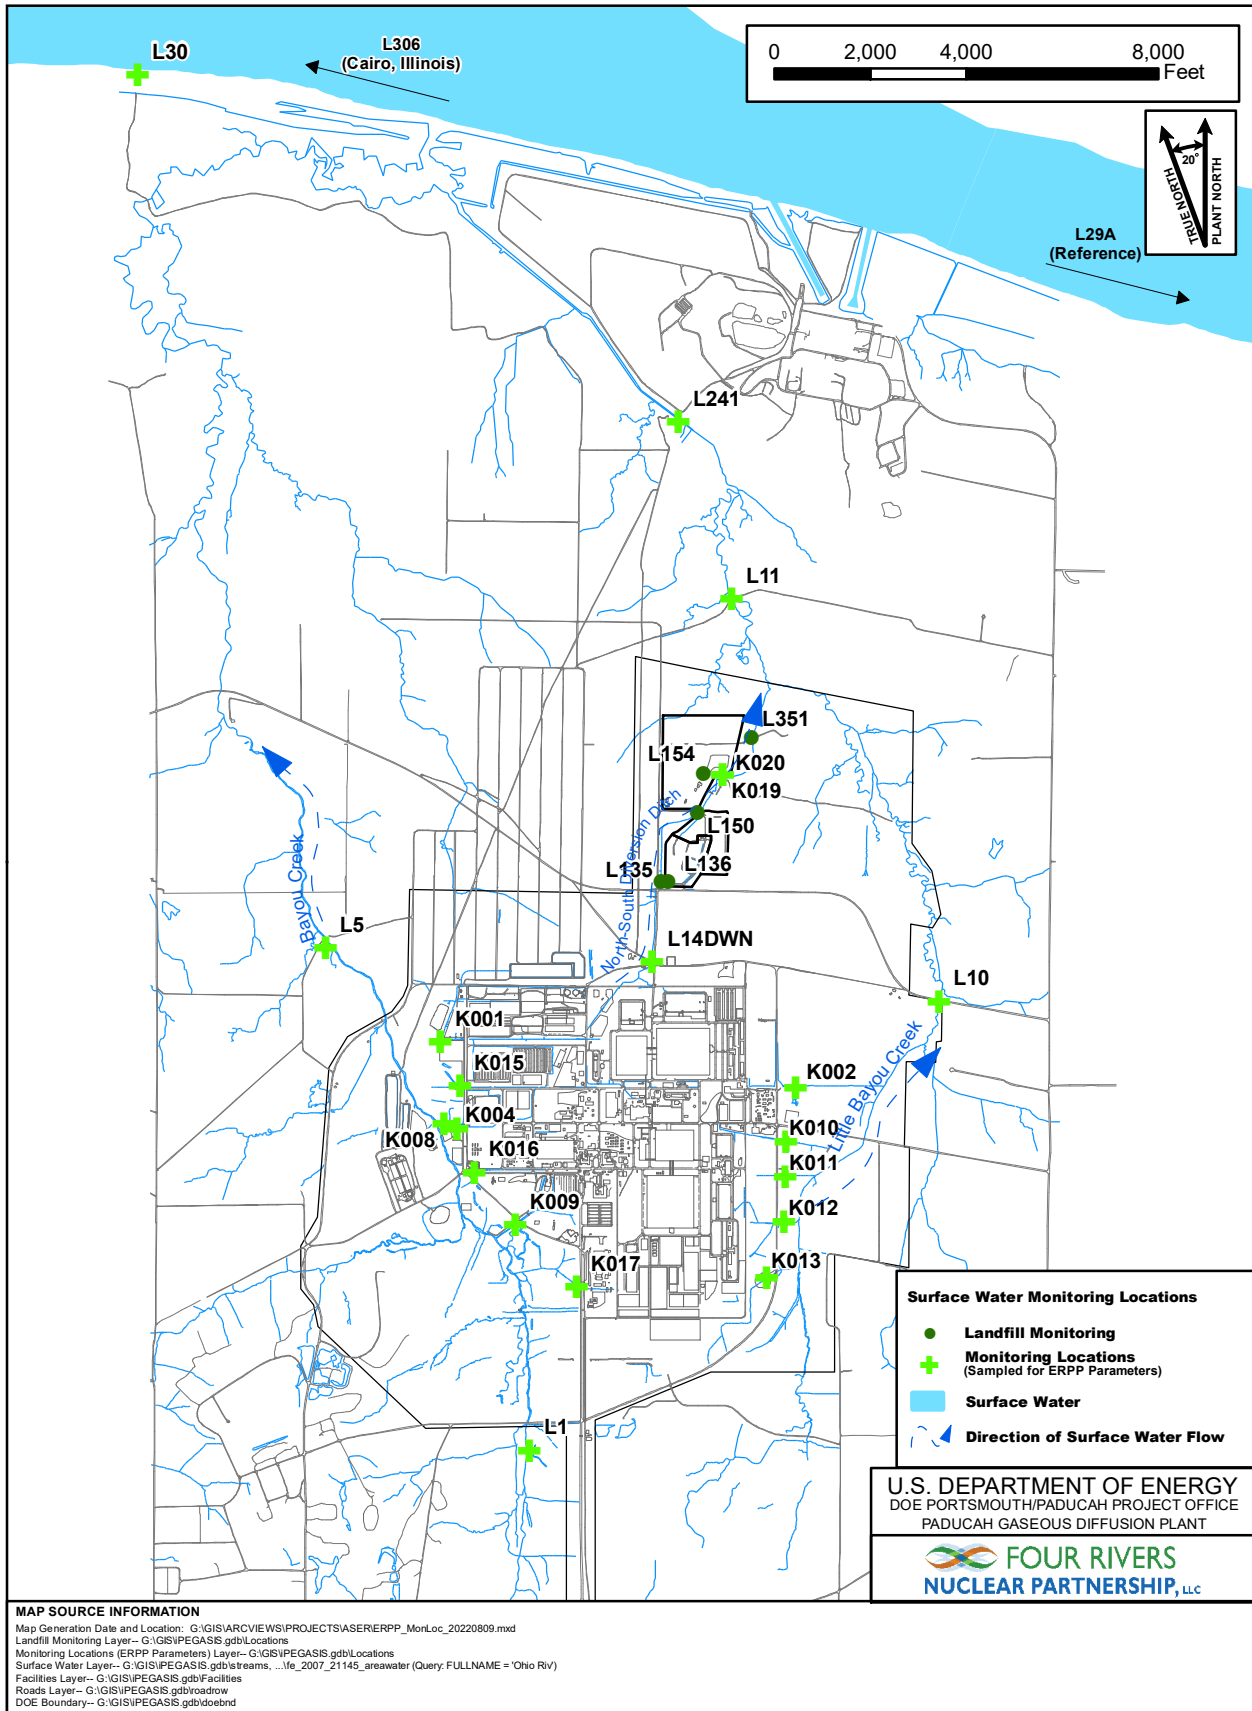 L30
L306
(Cairo, Illinois)
0 2,000 4,000 8,000
Feet
20°
TRUE NORTH
PLANT NORTH
L29A
(Reference)
L241
L11
L351
L154
K020
K019
L150
L135
L136
North-South Diversion Ditch
Bayou Creek
L5
L14DWN
L10
K001
K015
K002
Little Bayou Creek
K004
K008
K010
K016
K011
K009
K012
K017
K013
L1
Surface Water Monitoring Locations
Landfill Monitoring
Monitoring Locations
(Sampled for ERPP Parameters)
Surface Water
Direction of Surface Water Flow
U.S. DEPARTMENT OF ENERGY
DOE PORTSMOUTH/PADUCAH PROJECT OFFICE
PADUCAH GASEOUS DIFFUSION PLANT
FOUR RIVERS
NUCLEAR PARTNERSHIP, LLC
MAP SOURCE INFORMATION
Map Generation Date and Location: G:\GIS\ARCVIEWS\PROJECTS\ASER\ERPP_MonLoc_20220809.mxd
Landfill Monitoring Layer-- G:\GIS\PEGASIS.gdb\Locations
Monitoring Locations (ERPP Parameters) Layer-- G:\GIS\PEGASIS.gdb\Locations
Surface Water Layer-- G:\GIS\PEGASIS.gdb\streams, ...\fe_2007_21145_areawater (Query: FULLNAME = 'Ohio Riv')
Facilities Layer-- G:\GIS\PEGASIS.gdb\Facilities
Roads Layer-- G:\GIS\PEGASIS.gdb\roadrow
DOE Boundary-- G:\GIS\PEGASIS.gdb\doebnd